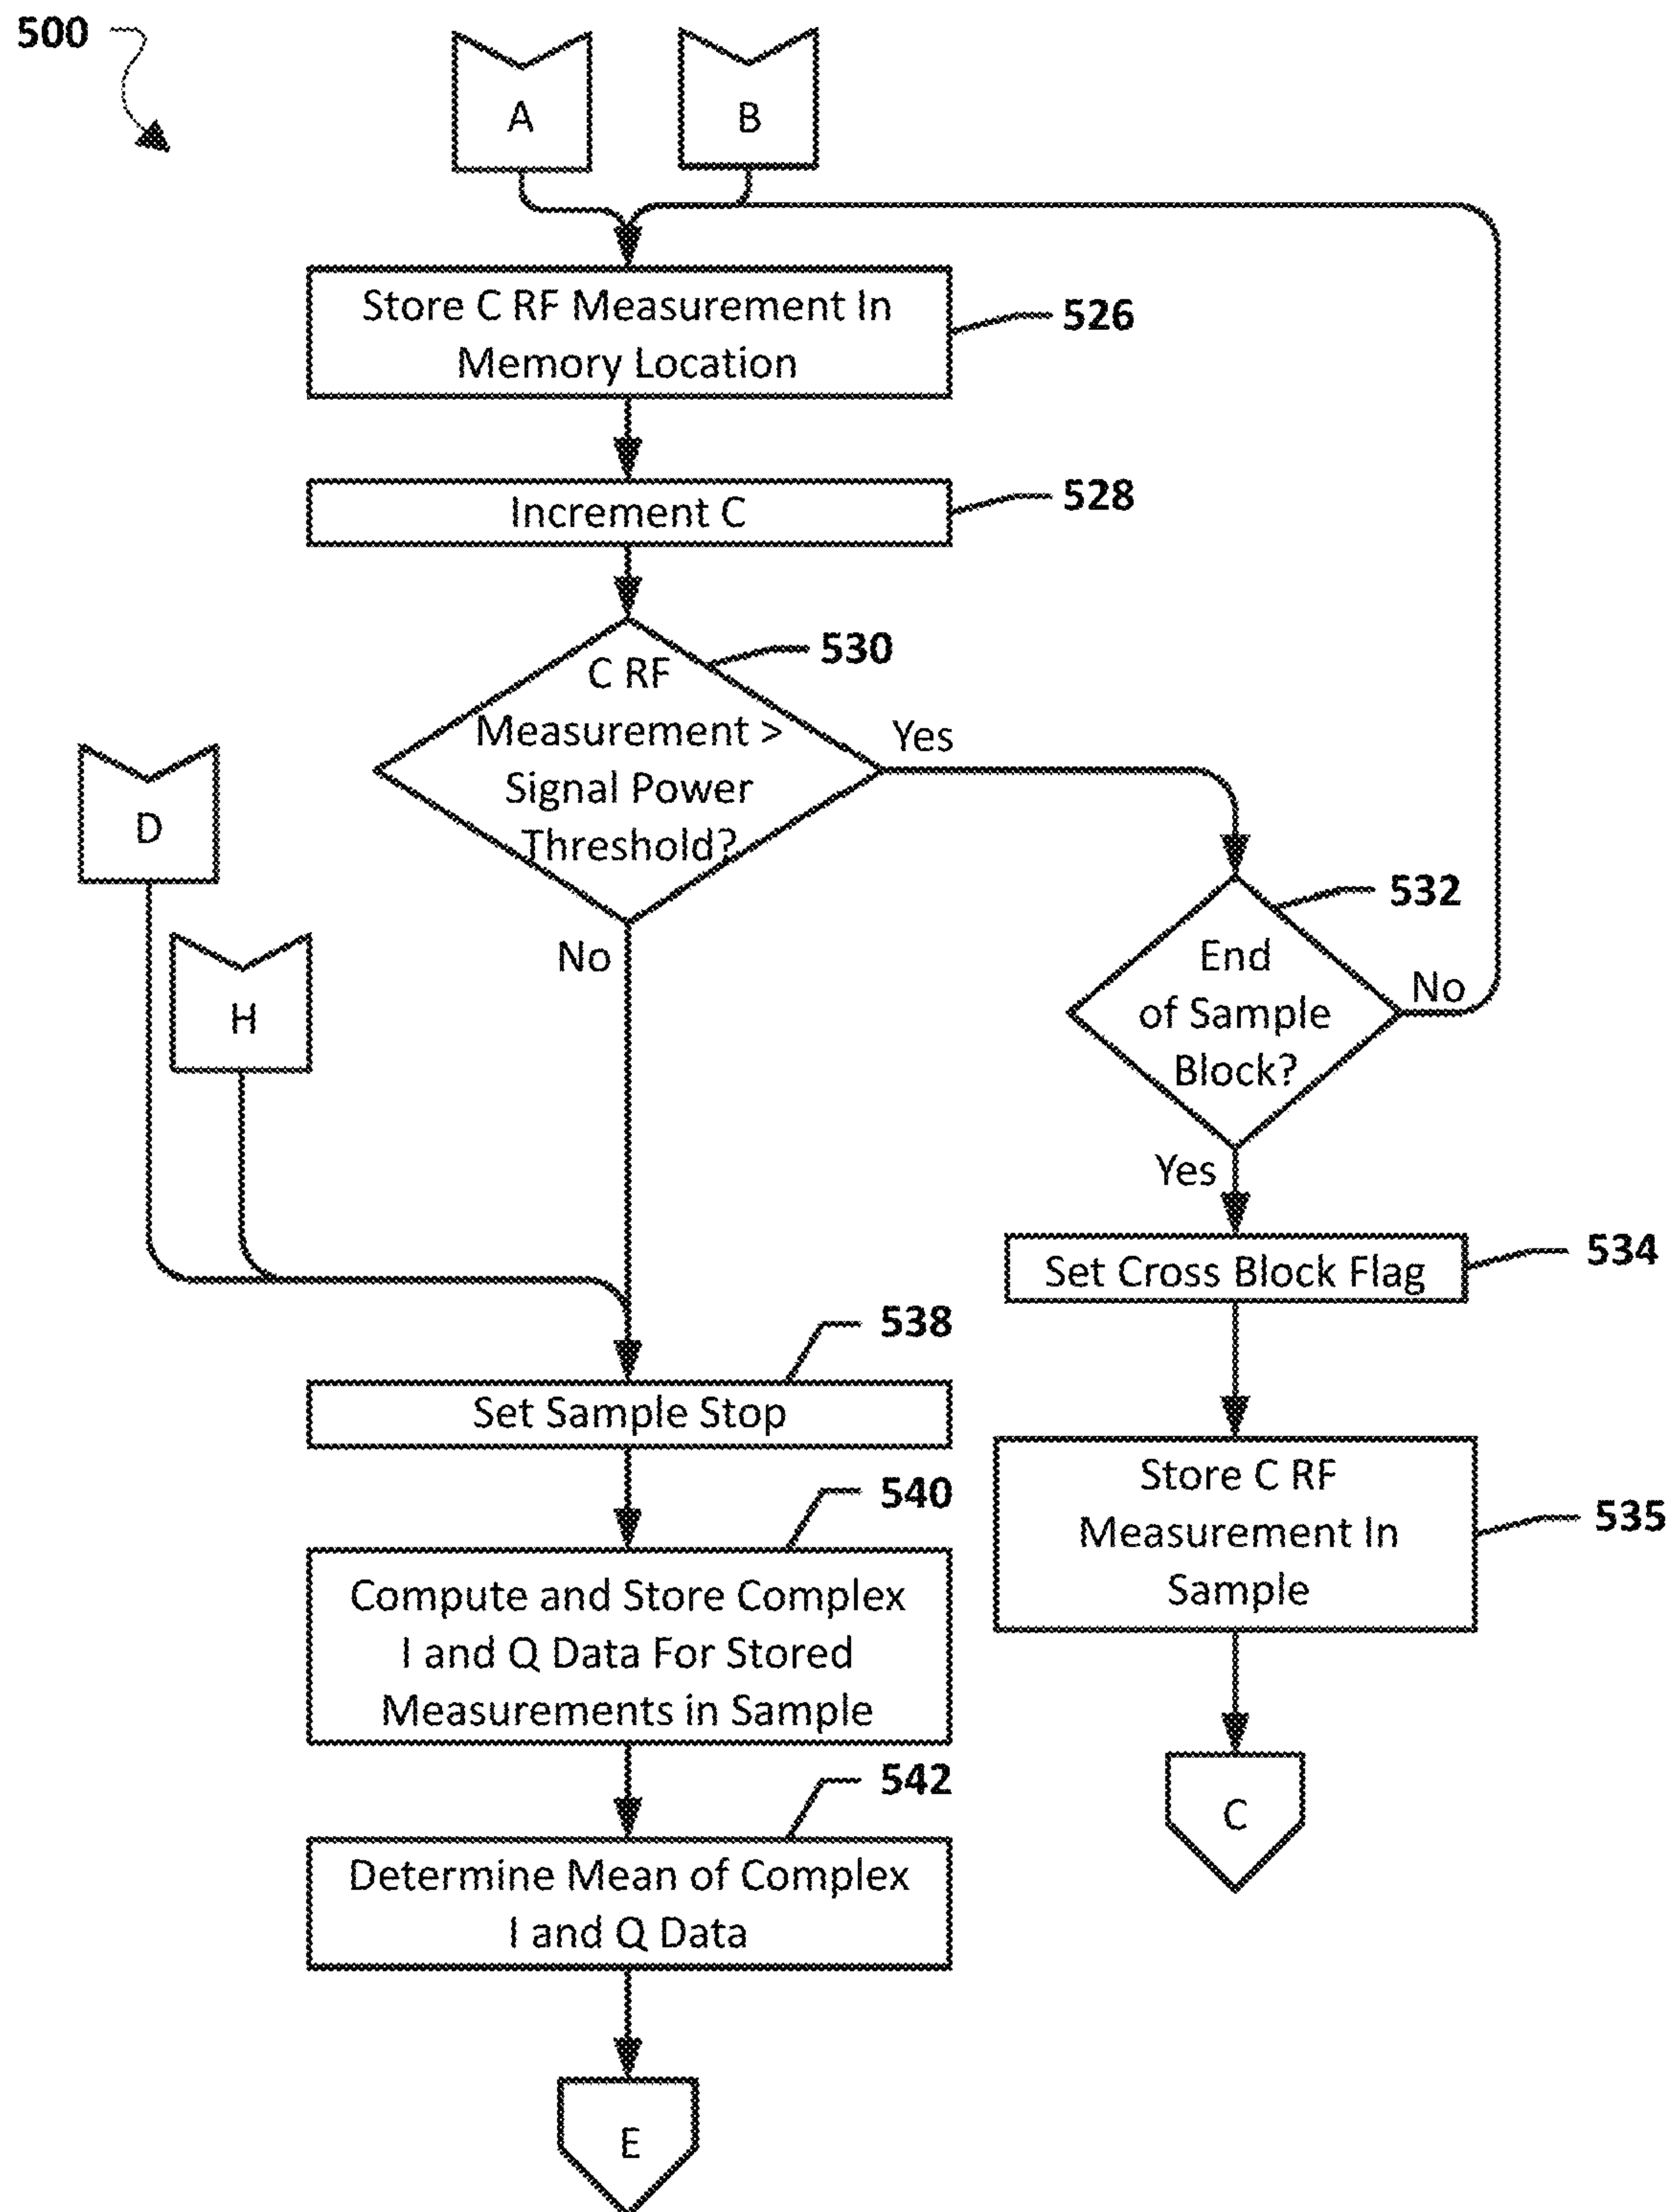 500
A
B
Store C RF Measurement In
Memory Location
526
Increment C
528
530
C RF
Measurement >
Signal Power
Threshold?
Yes
No
D
H
532
End
of Sample
Block?
No
Yes
Set Cross Block Flag
534
538
Set Sample Stop
Store C RF
Measurement In
Sample
535
540
Compute and Store Complex
I and Q Data For Stored
Measurements in Sample
542
Determine Mean of Complex
I and Q Data
C
E